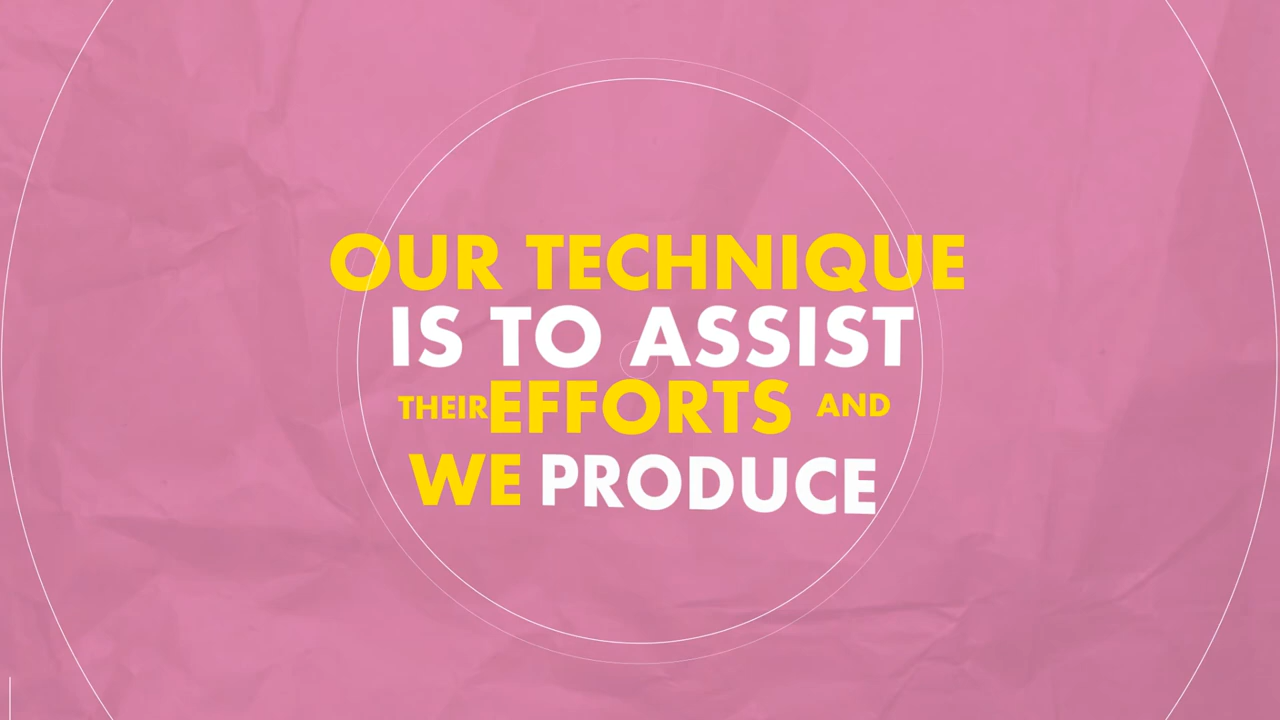 OUR TECHNIQUE
IS TO ASSIST
THEIR EFFORTS AND
WE PRODUCE